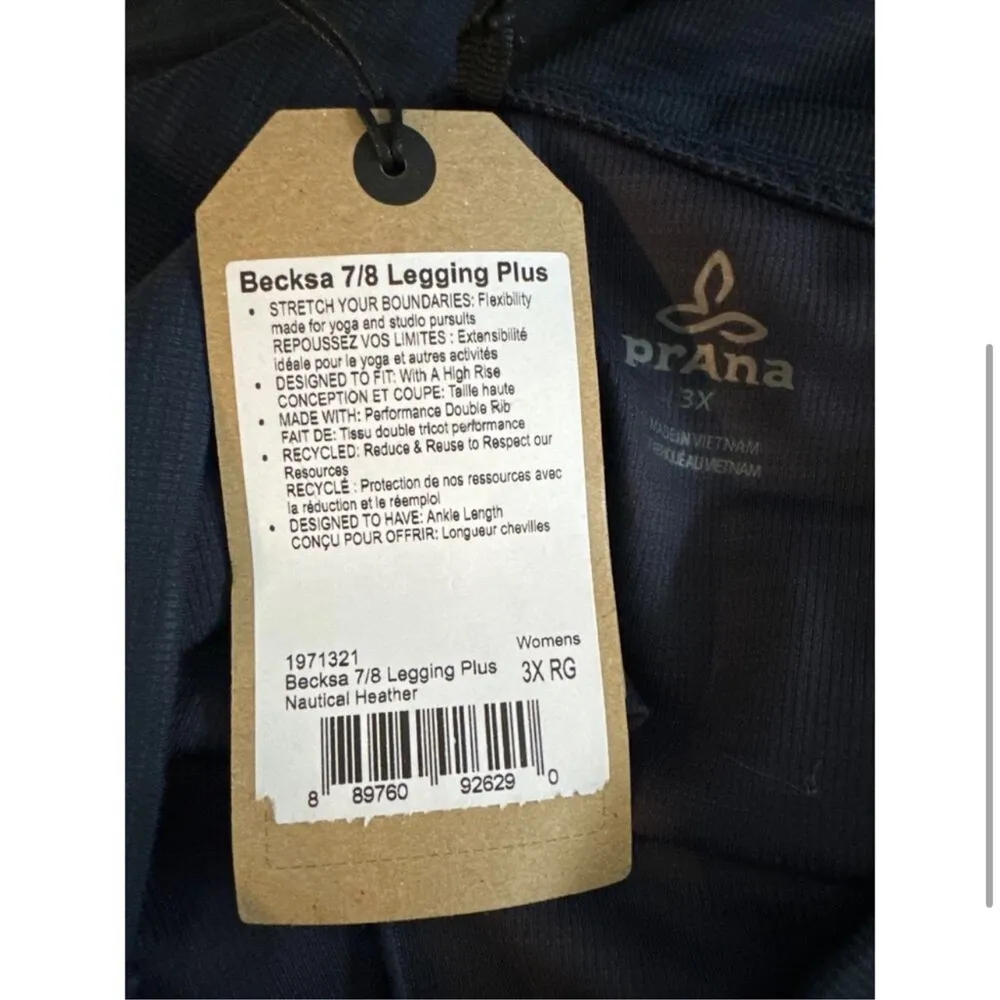 Becksa 7/8 Legging Plus
• STRETCH YOUR BOUNDARIES: Flexibility
made for yoga and studio pursuits
REPOUSSEZ VOS LIMITES : Extensibilité
idéale pour le yoga et autres activités
• DESIGNED TO FIT: With A High Rise
CONCEPTION ET COUPE: Taille haute
• MADE WITH: Performance Double Rib
FAIT DE: Tissu double tricot performance
• RECYCLED: Reduce & Reuse to Respect our
Resources
RECYCLÉ : Protection de nos ressources avec
la réduction et le réemploi
• DESIGNED TO HAVE: Ankle Length
CONÇU POUR OFFRIR: Longueur chevilles
1971321
Womens
Becksa 7/8 Legging Plus
3X RG
Nautical Heather
8 89760 92629 0
prAna
3X
MADE IN VIETNAM
AU VIETNAM